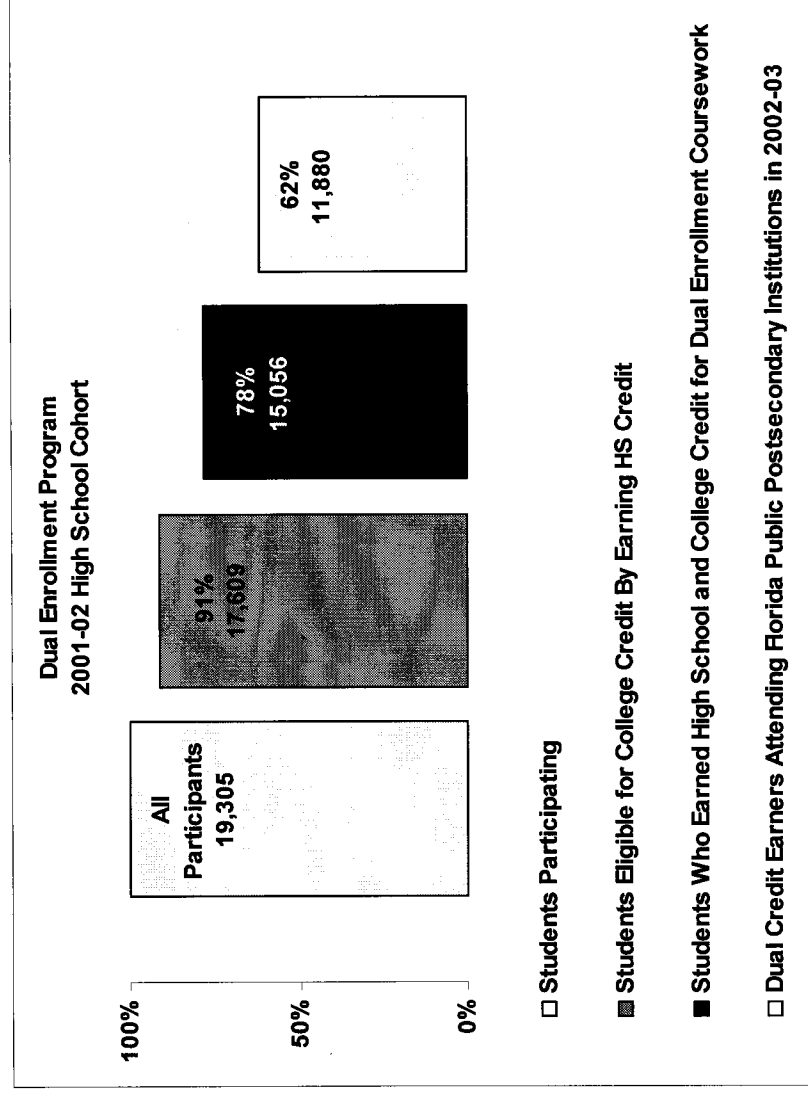 Dual Enrollment Program
2001-02 High School Cohort
100%
50%
0%
All
Participants
19,305
91%
17,609
78%
15,056
62%
11,880
Students Participating
Students Eligible for College Credit By Earning HS Credit
Students Who Earned High School and College Credit for Dual Enrollment Coursework
Dual Credit Earners Attending Florida Public Postsecondary Institutions in 2002-03